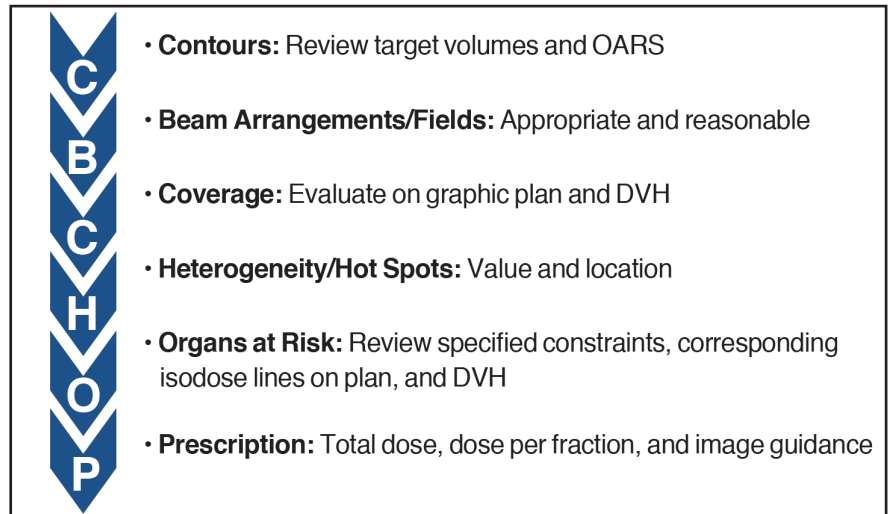 C
• Contours: Review target volumes and OARS
B
• Beam Arrangements/Fields: Appropriate and reasonable
C
• Coverage: Evaluate on graphic plan and DVH
H
• Heterogeneity/Hot Spots: Value and location
O
• Organs at Risk: Review specified constraints, corresponding
isodose lines on plan, and DVH
P
• Prescription: Total dose, dose per fraction, and image guidance